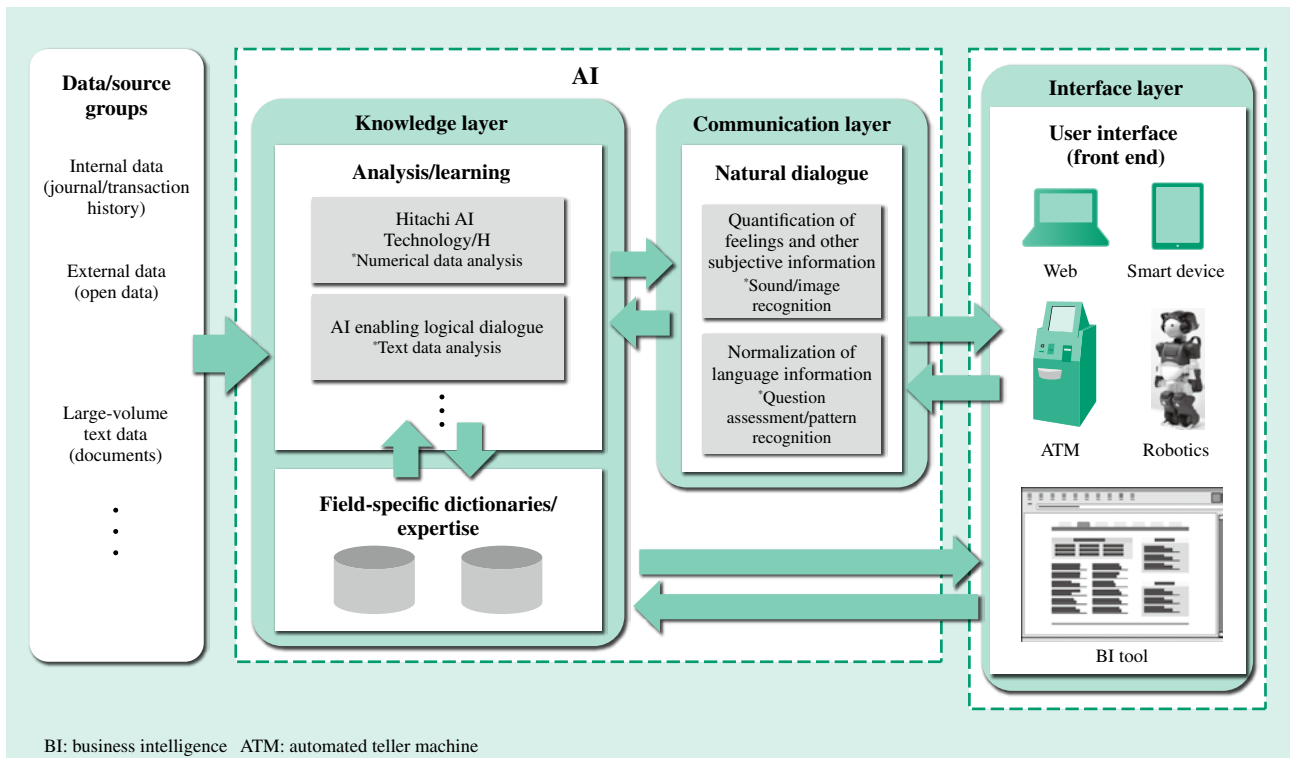 Data/source
groups
Internal data
(journal/transaction
history)
External data
(open data)
Large-volume
text data
(documents)
AI
Knowledge layer
Analysis/learning
Hitachi AI
Technology/H
*Numerical data analysis
AI enabling logical dialogue
*Text data analysis
Field-specific dictionaries/
expertise
Communication layer
Natural dialogue
Quantification of
feelings and other
subjective information
*Sound/image
recognition
Normalization of
language information
*Question
assessment/pattern
recognition
Interface layer
User interface
(front end)
Web
Smart device
ATM
Robotics
BI tool
BI: business intelligence ATM: automated teller machine